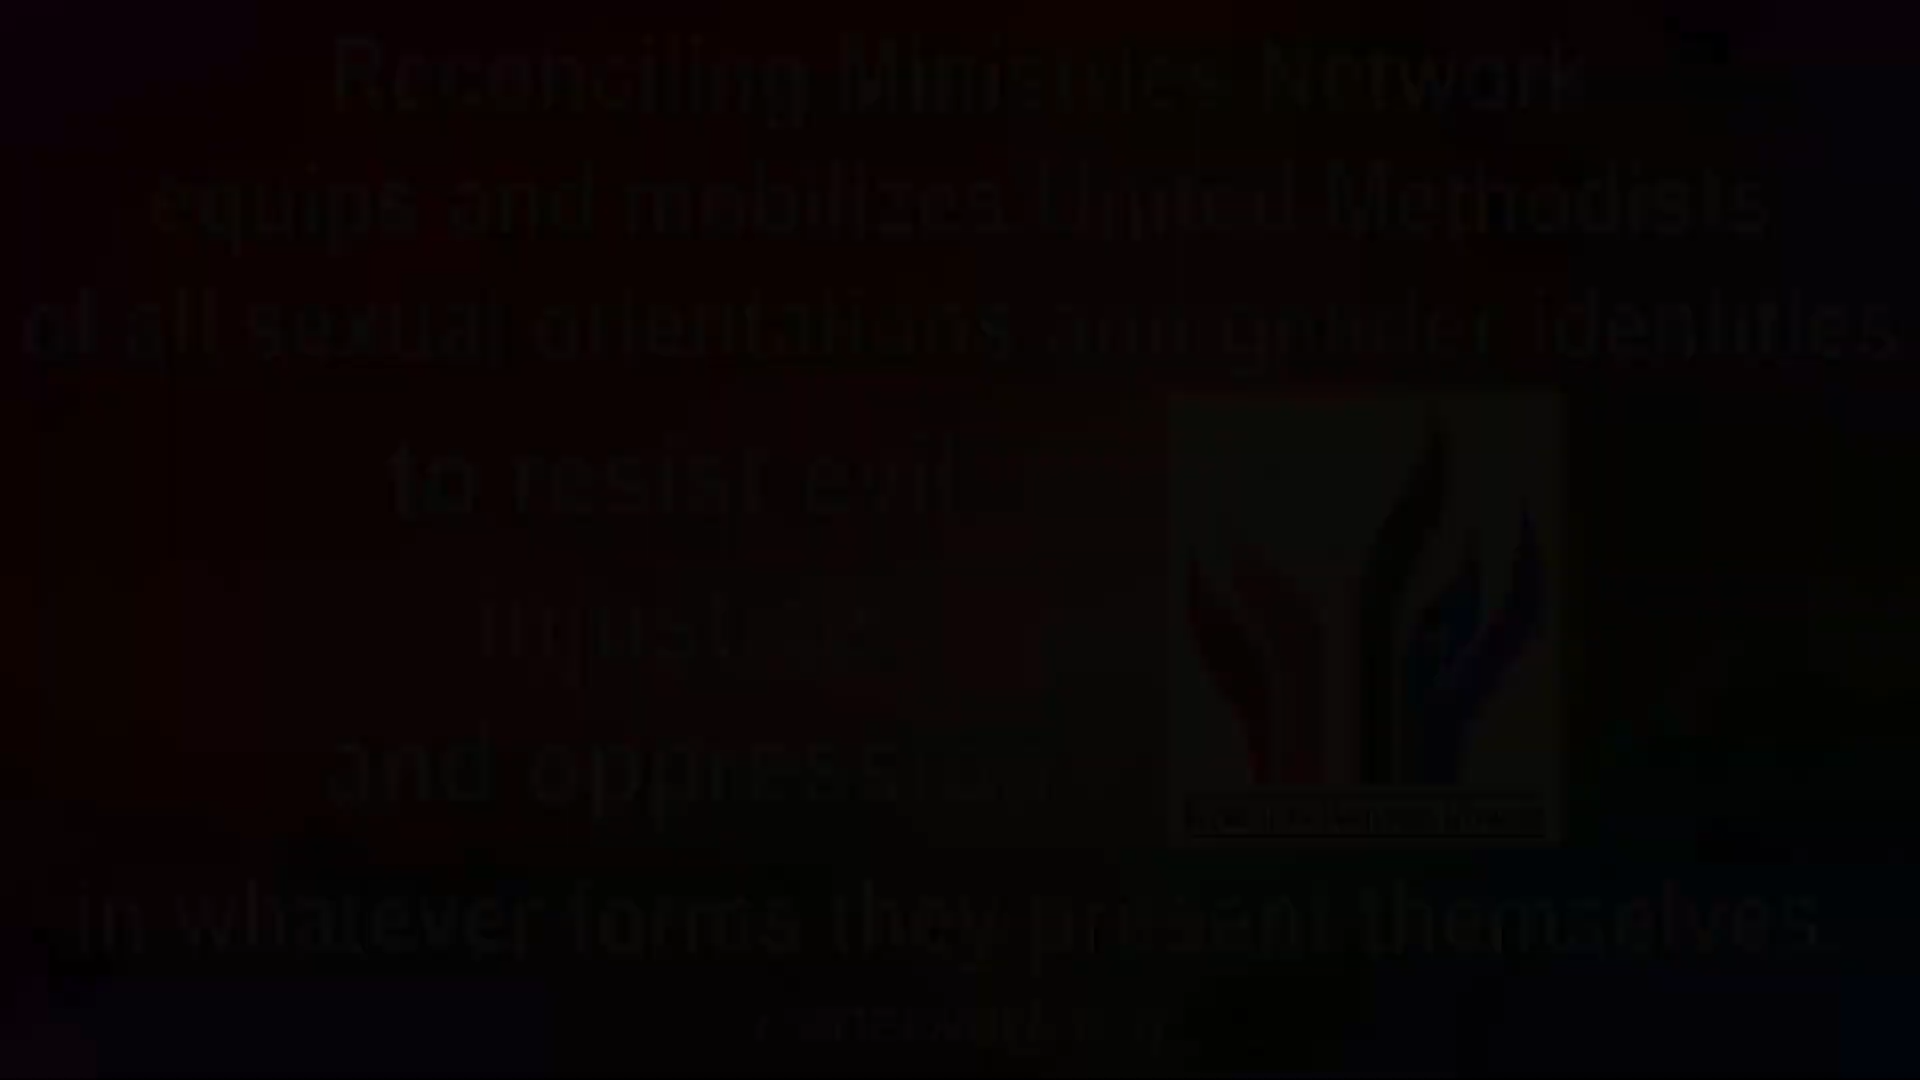 Reconciling Ministries Network
equips and mobilizes United Methodists
of all sexual orientations and gender identities
to resist evil
injustice
and oppression
in whatever forms they present themselves